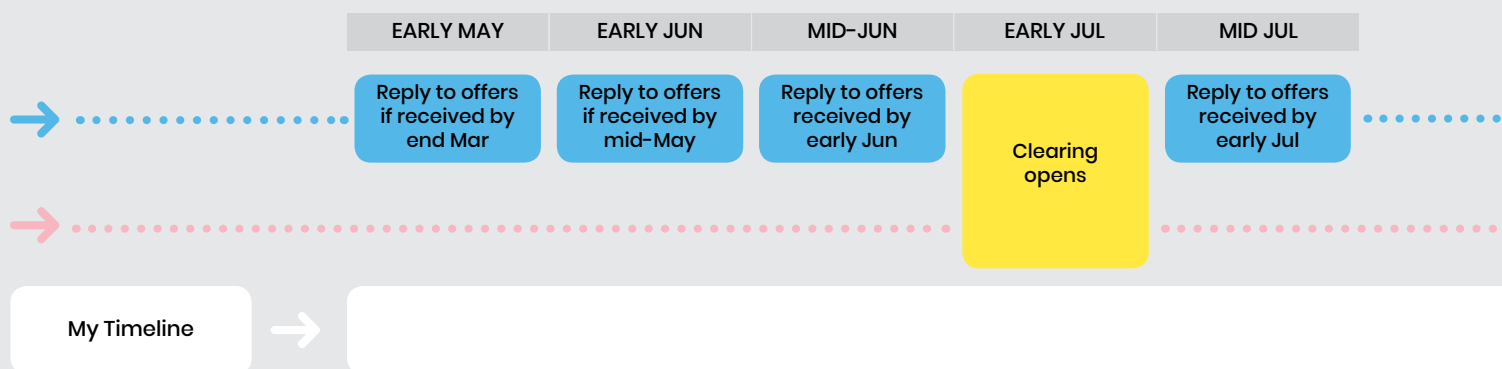 EARLY MAY
EARLY JUN
MID-JUN
EARLY JUL
MID JUL
Reply to offers
if received by
end Mar
Reply to offers
if received by
mid-May
Reply to offers
received by
early Jun
Clearing
opens
Reply to offers
received by
early Jul
My Timeline